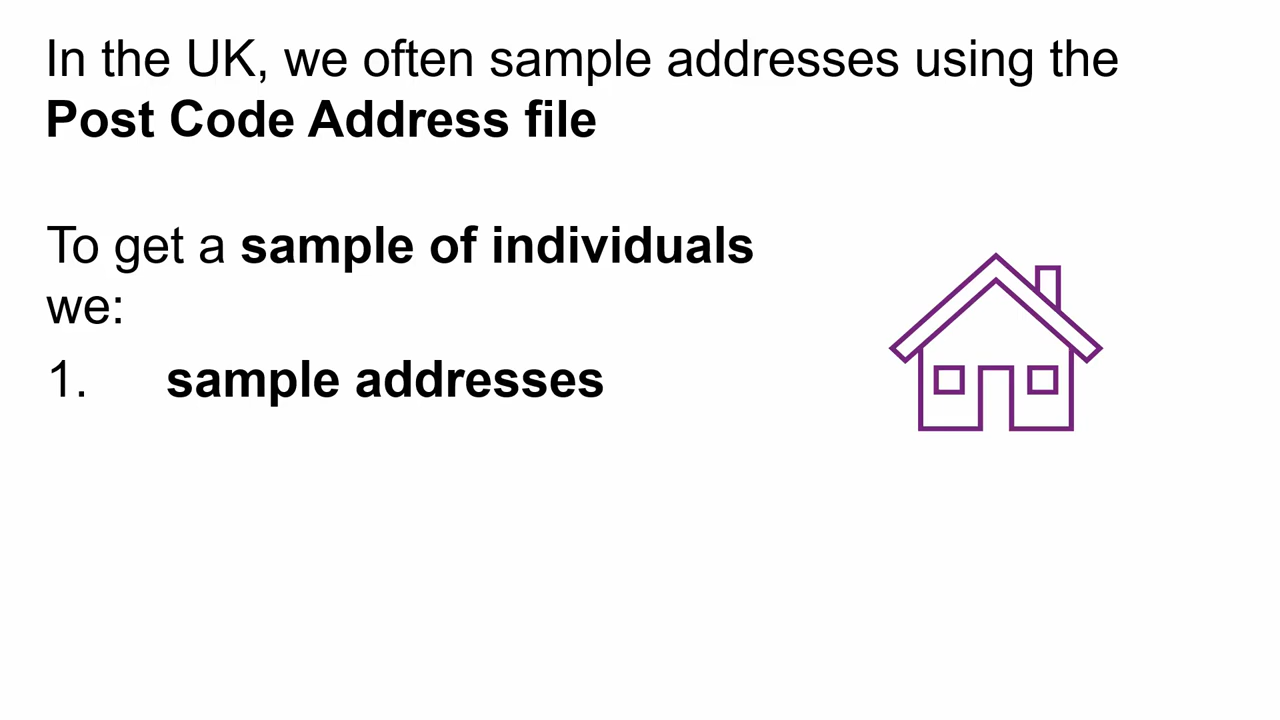 In the UK, we often sample addresses using the
Post Code Address file
To get a sample of individuals
we:
1. sample addresses